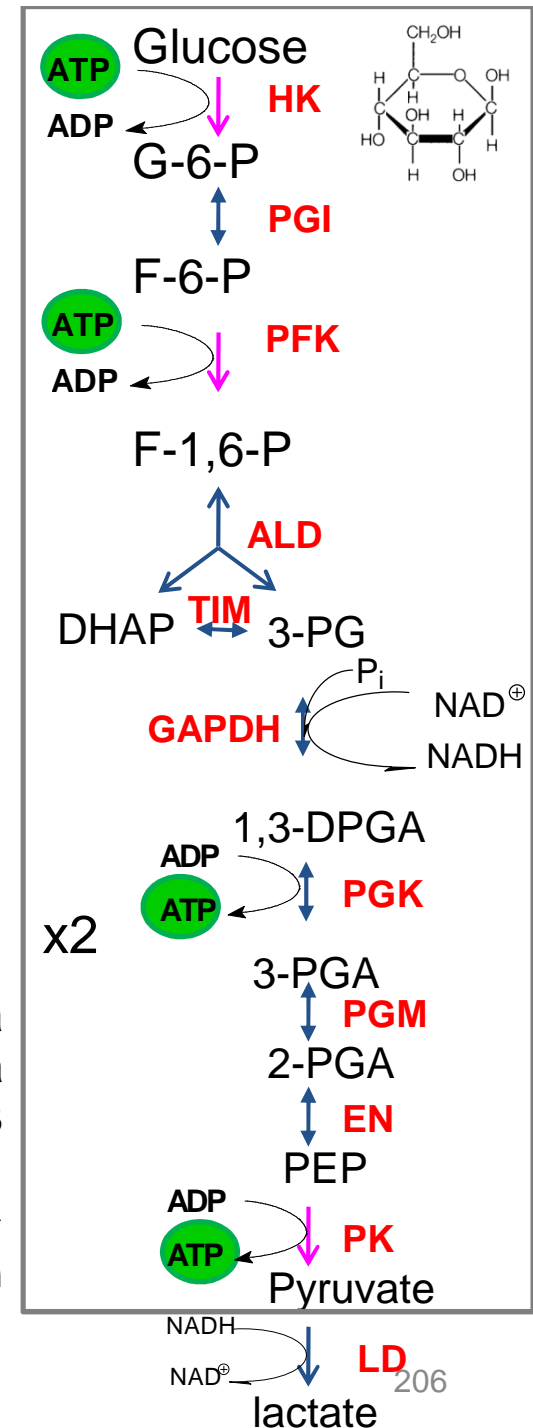 ATP Glucose
HK
ADP
G-6-P
CH2OH
H O OH
H
C C
OH H
HO C C H
H OH
PGI
F-6-P
ATP
PFK
ADP
F-1,6-P
ALD
TIM
DHAP 3-PG
Pi
NAD⊕
GAPDH
NADH
1,3-DPGA
ADP
PGK
ATP
x2
3-PGA
PGM
2-PGA
EN
PEP
ADP
PK
ATP
Pyruvate
NADH
LD
NAD⊕
206
lactate